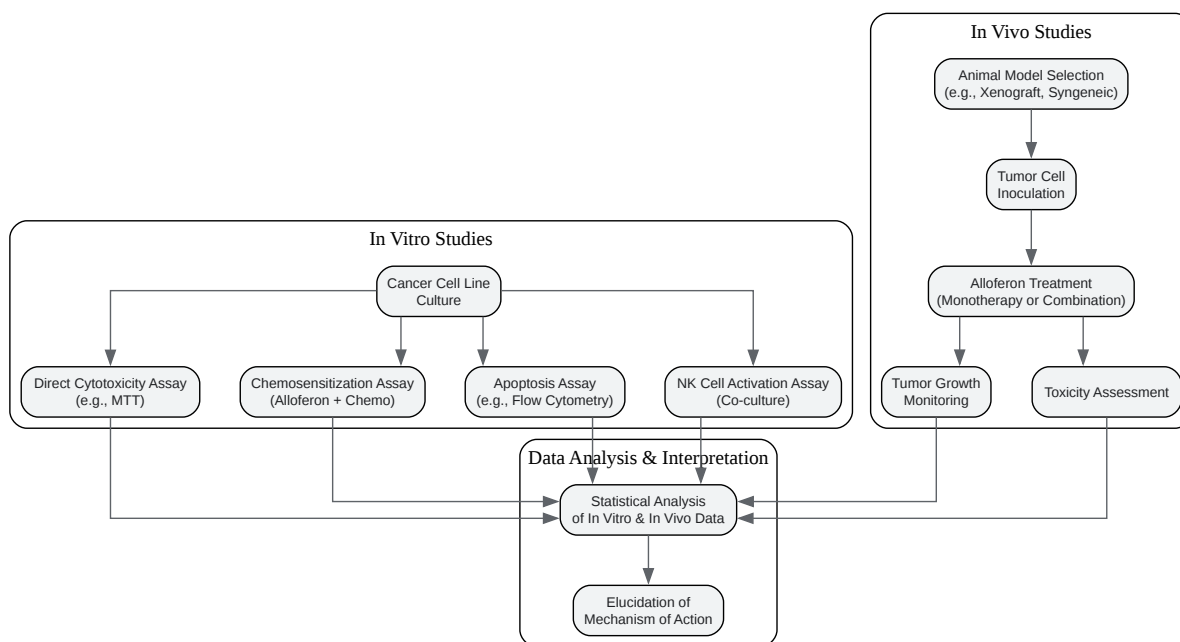 In Vivo Studies
Animal Model Selection
(e.g., Xenograft, Syngeneic)
Tumor Cell
Inoculation
Alloferon Treatment
(Monotherapy or Combination)
Tumor Growth
Monitoring
Toxicity Assessment
In Vitro Studies
Cancer Cell Line
Culture
Direct Cytotoxicity Assay
(e.g., MTT)
Chemosensitization Assay
(Alloferon + Chemo)
Apoptosis Assay
(e.g., Flow Cytometry)
NK Cell Activation Assay
(Co-culture)
Data Analysis & Interpretation
Statistical Analysis
of In Vitro & In Vivo Data
Elucidation of
Mechanism of Action